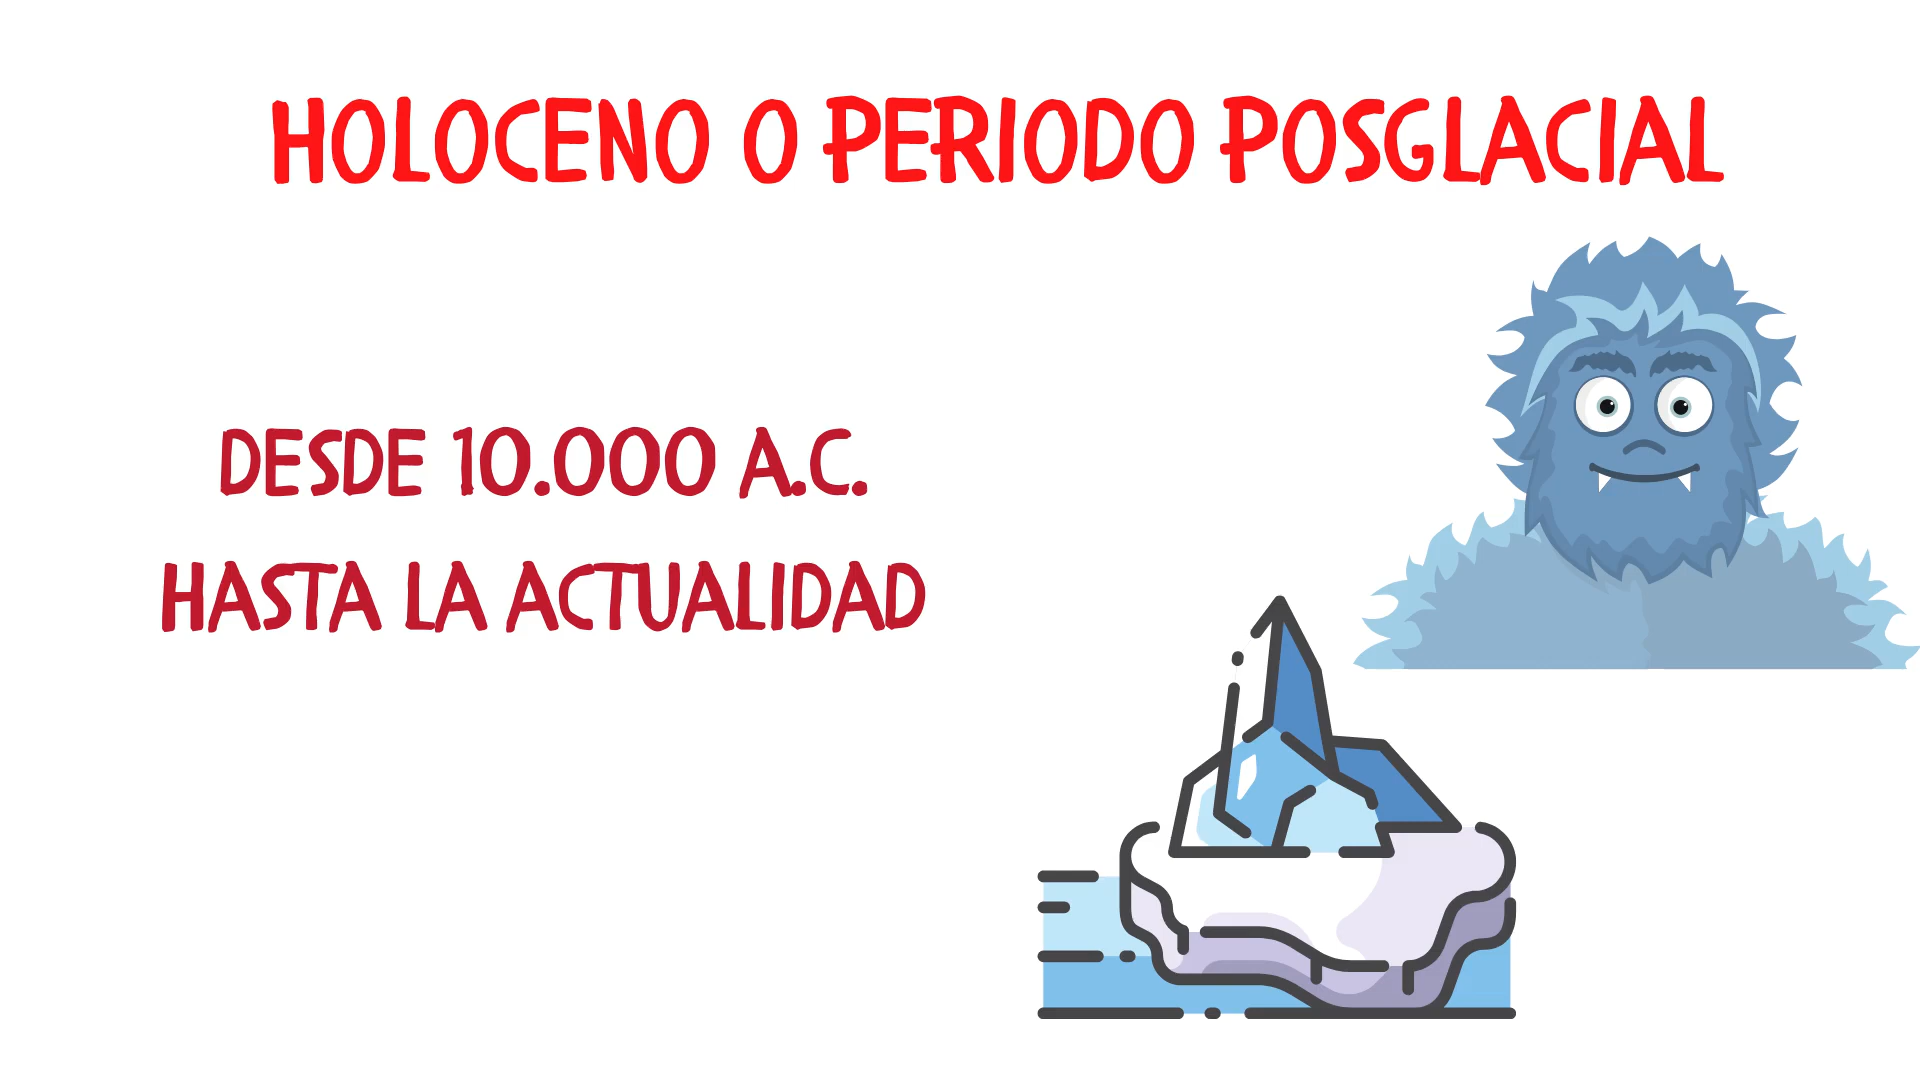 HOLOCENO O PERIODO POSGLACIAL
DESDE 10.000 A.C.
HASTA LA ACTUALIDAD